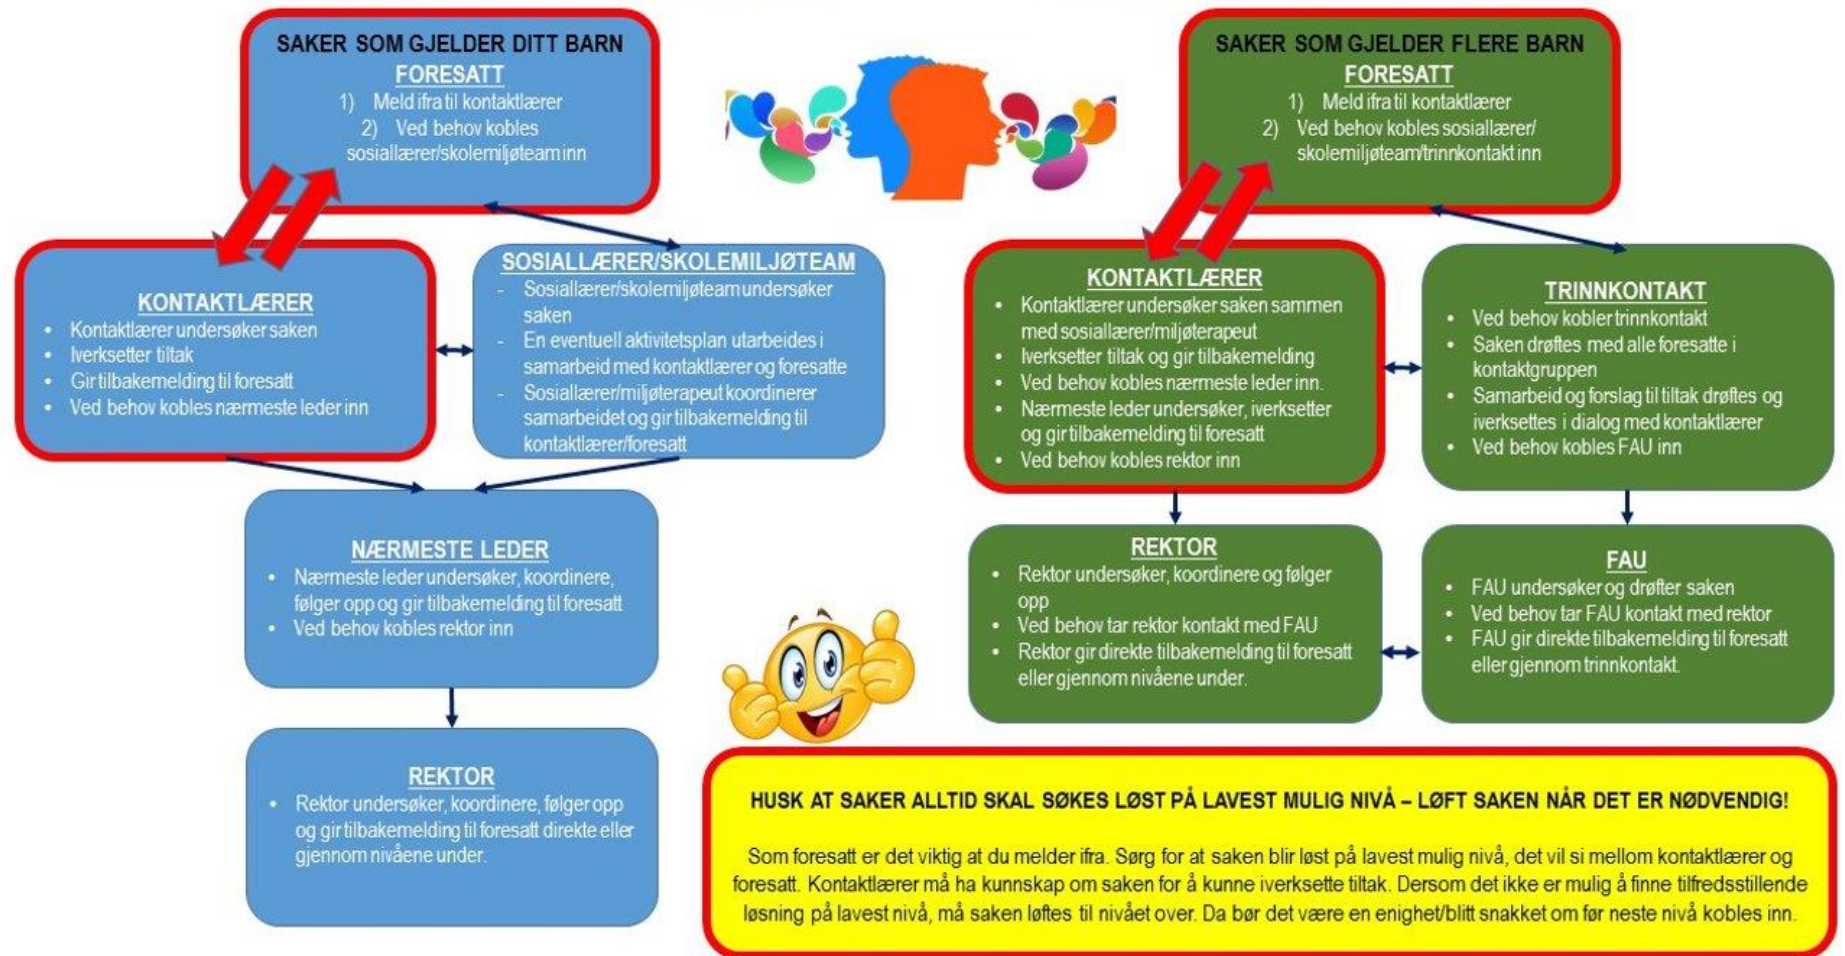 SAKER SOM GJELDER DITT BARN
FORESATT
1) Meld ifra til kontaktlærer
2) Ved behov kobles
sosiallærer/skolemiljøteam inn
KONTAKTLÆRER
• Kontaktlærer undersøker saken
• Iverksetter tiltak
• Gir tilbakemelding til foresatt
• Ved behov kobles nærmeste leder inn
SOSIALLÆRER/SKOLEMILJØTEAM
- Sosiallærer/skolemiljøteam undersøker
saken
- En eventuell aktivitetsplan utarbeides i
samarbeid med kontaktlærer og foresatte
- Sosiallærer/miljøterapeut koordinerer
samarbeidet og gir tilbakemelding til
kontaktlærer/foresatt
NÆRMESTE LEDER
• Nærmeste leder undersøker, koordinere,
følger opp og gir tilbakemelding til foresatt
• Ved behov kobles rektor inn
REKTOR
• Rektor undersøker, koordinere, følger opp
og gir tilbakemelding til foresatt direkte eller
gjennom nivåene under.
SAKER SOM GJELDER FLERE BARN
FORESATT
1) Meld ifra til kontaktlærer
2) Ved behov kobles sosiallærer/
skolemiljøteam/trinnkontakt inn
KONTAKTLÆRER
• Kontaktlærer undersøker saken sammen
med sosiallærer/miljøterapeut
• Iverksetter tiltak og gir tilbakemelding
• Ved behov kobles nærmeste leder inn.
• Nærmeste leder undersøker, iverksetter
og gir tilbakemelding til foresatt
• Ved behov kobles rektor inn
TRINNKONTAKT
• Ved behov kobler trinnkontakt
• Saken drøftes med alle foresatte i
kontaktgruppen
• Samarbeid og forslag til tiltak drøftes og
iverksettes i dialog med kontaktlærer
• Ved behov kobles FAU inn
REKTOR
• Rektor undersøker, koordinere og følger
opp
• Ved behov tar rektor kontakt med FAU
• Rektor gir direkte tilbakemelding til foresatt
eller gjennom nivåene under.
FAU
• FAU undersøker og drøfter saken
• Ved behov tar FAU kontakt med rektor
• FAU gir direkte tilbakemelding til foresatt
eller gjennom trinnkontakt.
HUSK AT SAKER ALLTID SKAL SØKES LØST PÅ LAVEST MULIG NIVÅ – LØFT SAKEN NÅR DET ER NØDVENDIG!
Som foresatt er det viktig at du melder ifra. Sørg for at saken blir løst på lavest mulig nivå, det vil si mellom kontaktlærer og
foresatt. Kontaktlærer må ha kunnskap om saken for å kunne iverksette tiltak. Dersom det ikke er mulig å finne tilfredsstillende
løsning på lavest nivå, må saken løftes til nivået over. Da bør det være en enighet/blitt snakket om før neste nivå kobles inn.